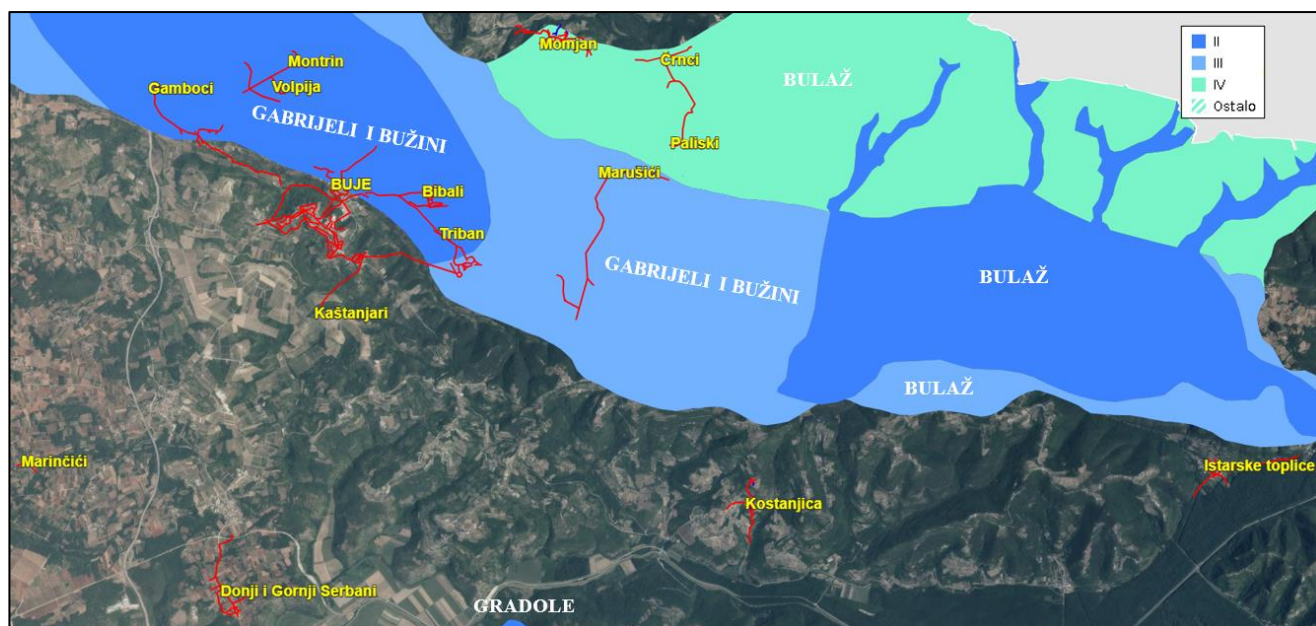 II
III
IV
Ostalo
Momjan
Črnci
BULAŽ
Montrin
Volpija
Gamboci
GABRIJELI I BUŽINI
Paliski
Marušići
BUJE
Bibali
Triban
GABRIJELI I BUŽINI
BULAŽ
Kaštanjari
BULAŽ
Marinčići
Istarske toplice
Kostanjica
Donji i Gornji Serbani
GRADOLE